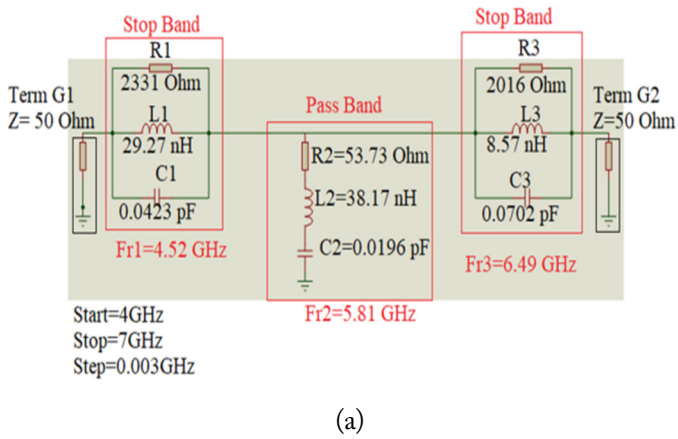 Stop Band
R1
2331 Ohm
L1
29.27 nH
C1
0.0423 pF
Fr1=4.52 GHz
Term G1
Z= 50 Ohm
Pass Band
R2=53.73 Ohm
L2=38.17 nH
C2=0.0196 pF
Fr2=5.81 GHz
Stop Band
R3
2016 Ohm
L3
8.57 nH
C3
0.0702 pF
Fr3=6.49 GHz
Term G2
Z=50 Ohm
Start=4GHz
Stop=7GHz
Step=0.003GHz
(a)